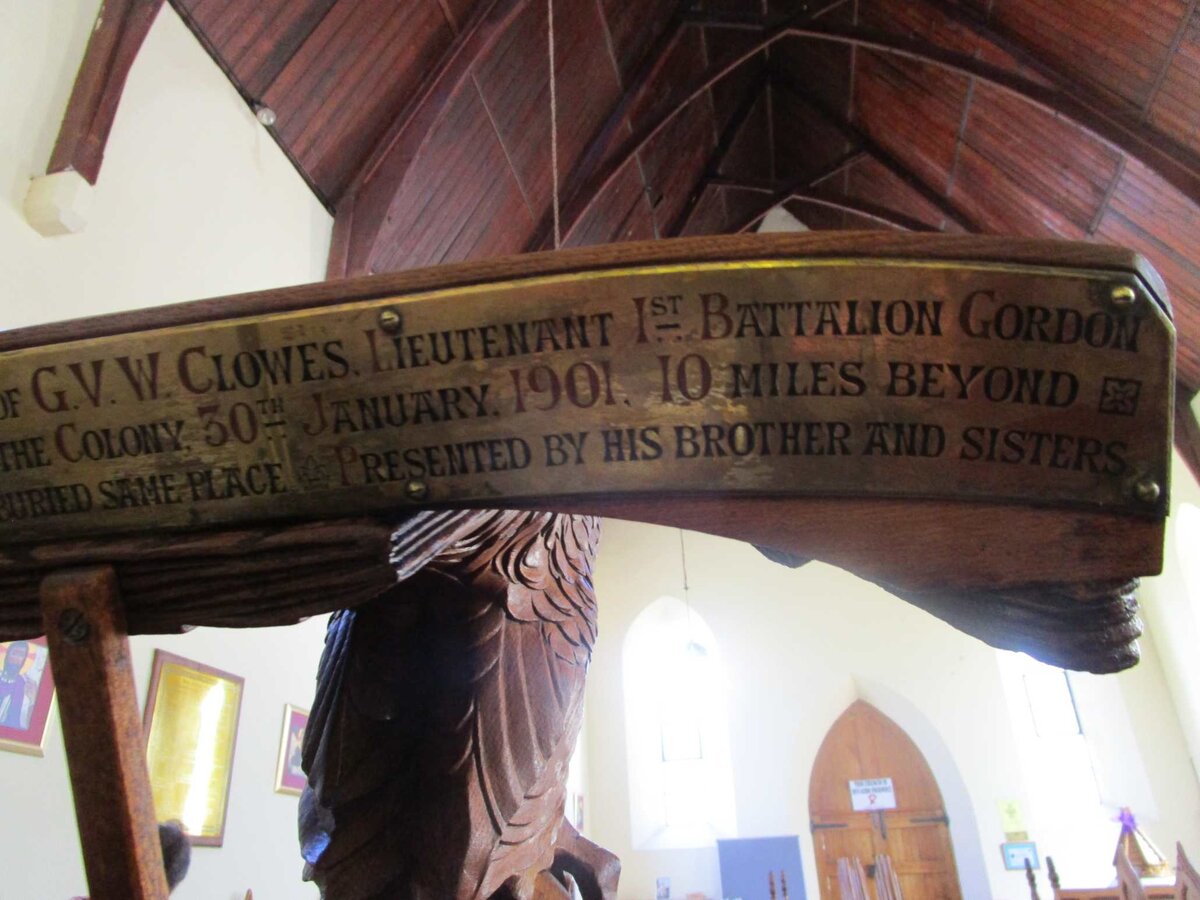 OF G.V.W. CLOWES, LIEUTENANT 1ST BATTALION GORDON
THE COLONY, 30TH JANUARY, 1901, 10 MILES BEYOND
BURIED SAME PLACE PRESENTED BY HIS BROTHER AND SISTERS